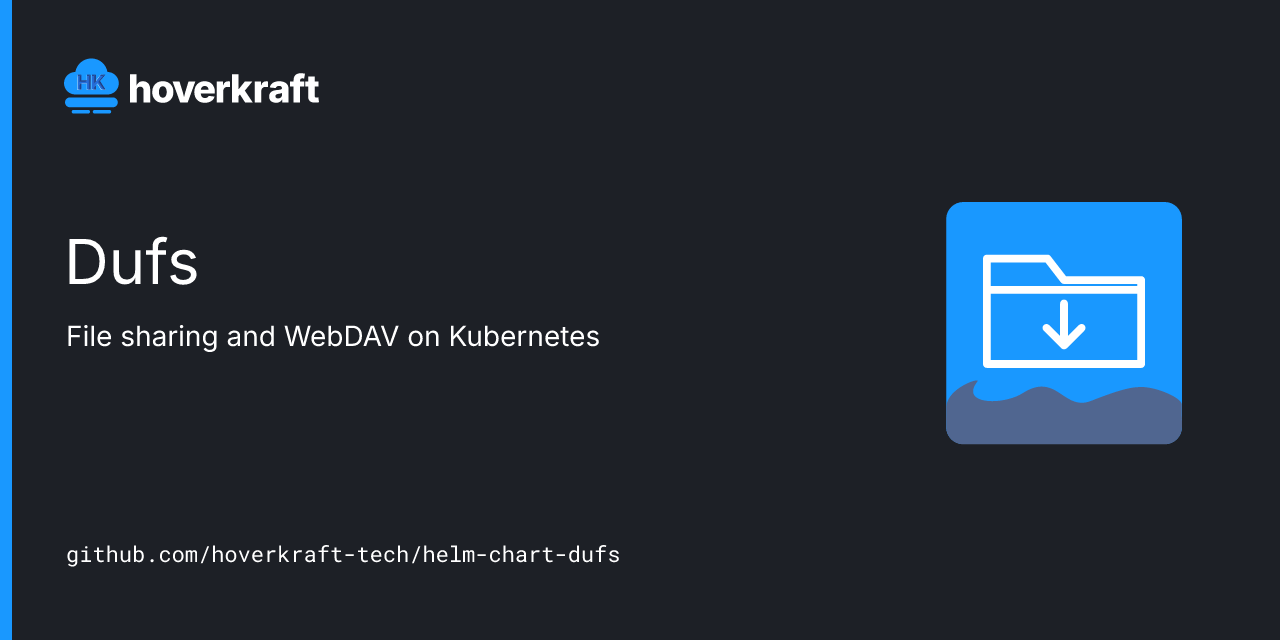 HK
hoverkraft
Dufs
File sharing and WebDAV on Kubernetes
github.com/hoverkraft-tech/helm-chart-dufs